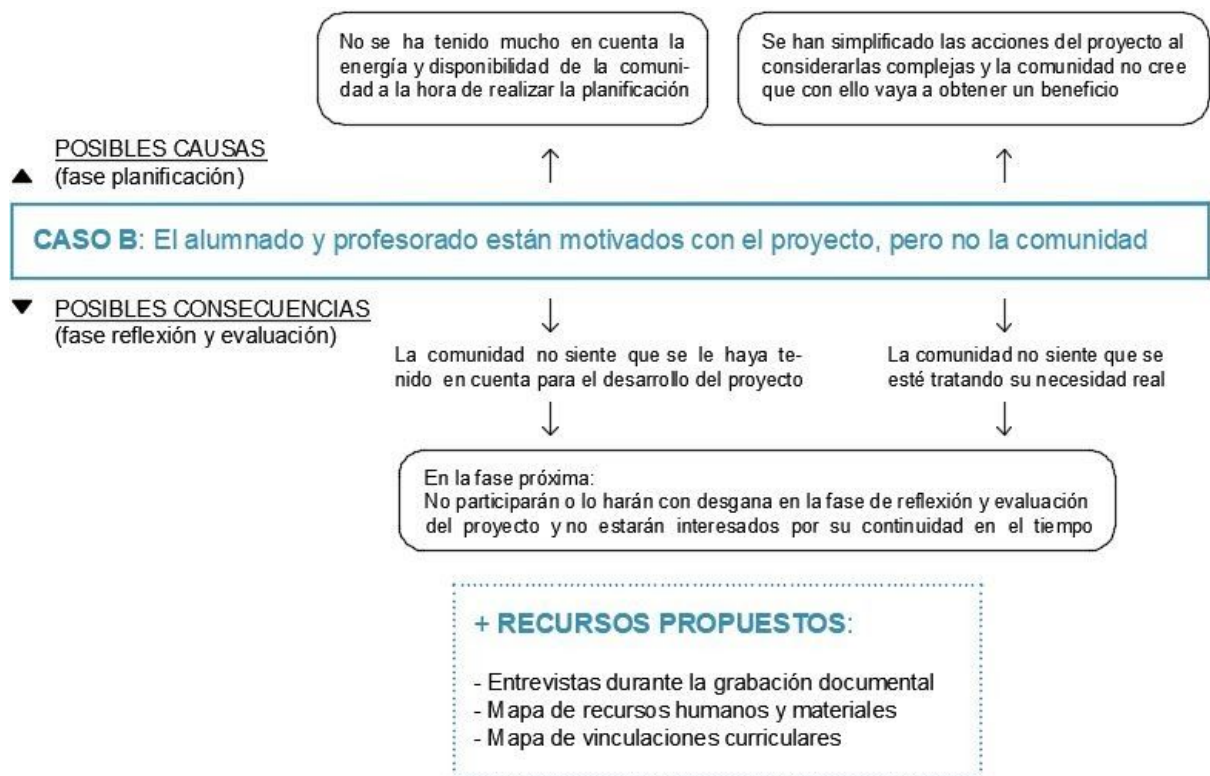 No se ha tenido mucho en cuenta la
energía y disponibilidad de la comuni-
dad a la hora de realizar la planificación
Se han simplificado las acciones del proyecto al
considerarlas complejas y la comunidad no cree
que con ello vaya a obtener un beneficio
POSIBLES CAUSAS
(fase planificación)
CASO B: El alumnado y profesorado están motivados con el proyecto, pero no la comunidad
POSIBLES CONSECUENCIAS
(fase reflexión y evaluación)
La comunidad no siente que se le haya te-
nido en cuenta para el desarrollo del proyecto
La comunidad no siente que se
esté tratando su necesidad real
En la fase próxima:
No participarán o lo harán con desgana en la fase de reflexión y evaluación
del proyecto y no estarán interesados por su continuidad en el tiempo
+ RECURSOS PROPUESTOS:
- Entrevistas durante la grabación documental
- Mapa de recursos humanos y materiales
- Mapa de vinculaciones curriculares